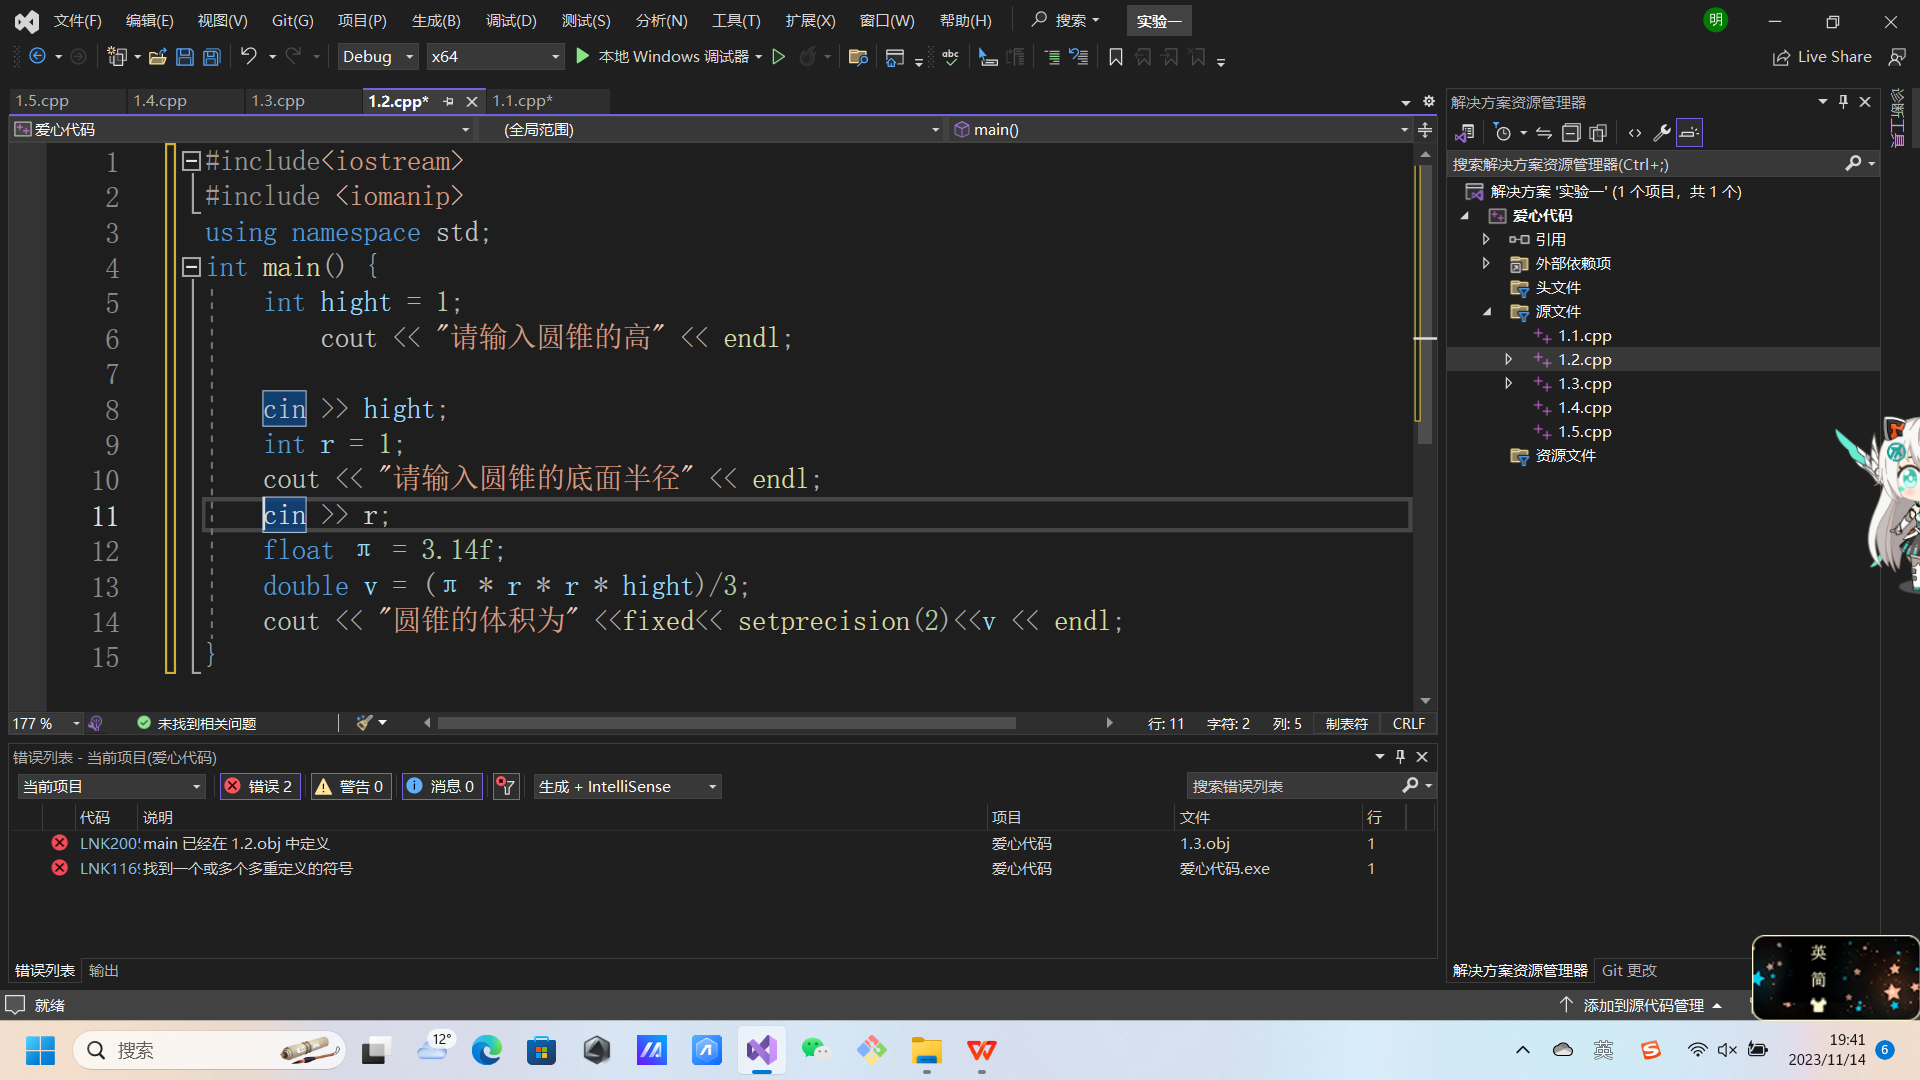 文件(F) 编辑(E) 视图(V) Git(G) 项目(P) 生成(B) 调试(D) 测试(S) 分析(N) 工具(T) 扩展(X) 窗口(W) 帮助(H) 搜索 实验一 明
Debug x64 本地 Windows 调试器 Live Share
1.5.cpp 1.4.cpp 1.3.cpp 1.2.cpp* 1.1.cpp*
爱心代码 (全局范围) main()
1 #include<iostream>
2 #include <iomanip>
3 using namespace std;
4 int main() {
5 int hight = 1;
6 cout << "请输入圆锥的高" << endl;
7
8 cin >> hight;
9 int r = 1;
10 cout << "请输入圆锥的底面半径" << endl;
11 cin >> r;
12 float π = 3.14f;
13 double v = (π * r * r * hight)/3;
14 cout << "圆锥的体积为" <<fixed<< setprecision(2)<<v << endl;
15 }
177 % 未找到相关问题 行: 11 字符: 2 列: 5 制表符 CRLF
错误列表 - 当前项目(爱心代码)
当前项目 错误 2 警告 0 消息 0 生成 + IntelliSense 搜索错误列表
代码 说明 项目 文件 行
LNK200 main 已经在 1.2.obj 中定义 爱心代码 1.3.obj 1
LNK116 找到一个或多个多重定义的符号 爱心代码 爱心代码.exe 1
错误列表 输出
解决方案资源管理器
搜索解决方案资源管理器(Ctrl+;)
解决方案 '实验一' (1 个项目，共 1 个)
爱心代码
引用
外部依赖项
头文件
源文件
1.1.cpp
1.2.cpp
1.3.cpp
1.4.cpp
1.5.cpp
资源文件
解决方案资源管理器 Git 更改
诊断工具
英
简
就绪 添加到源代码管理
搜索 12° 英 19:41
2023/11/14 6